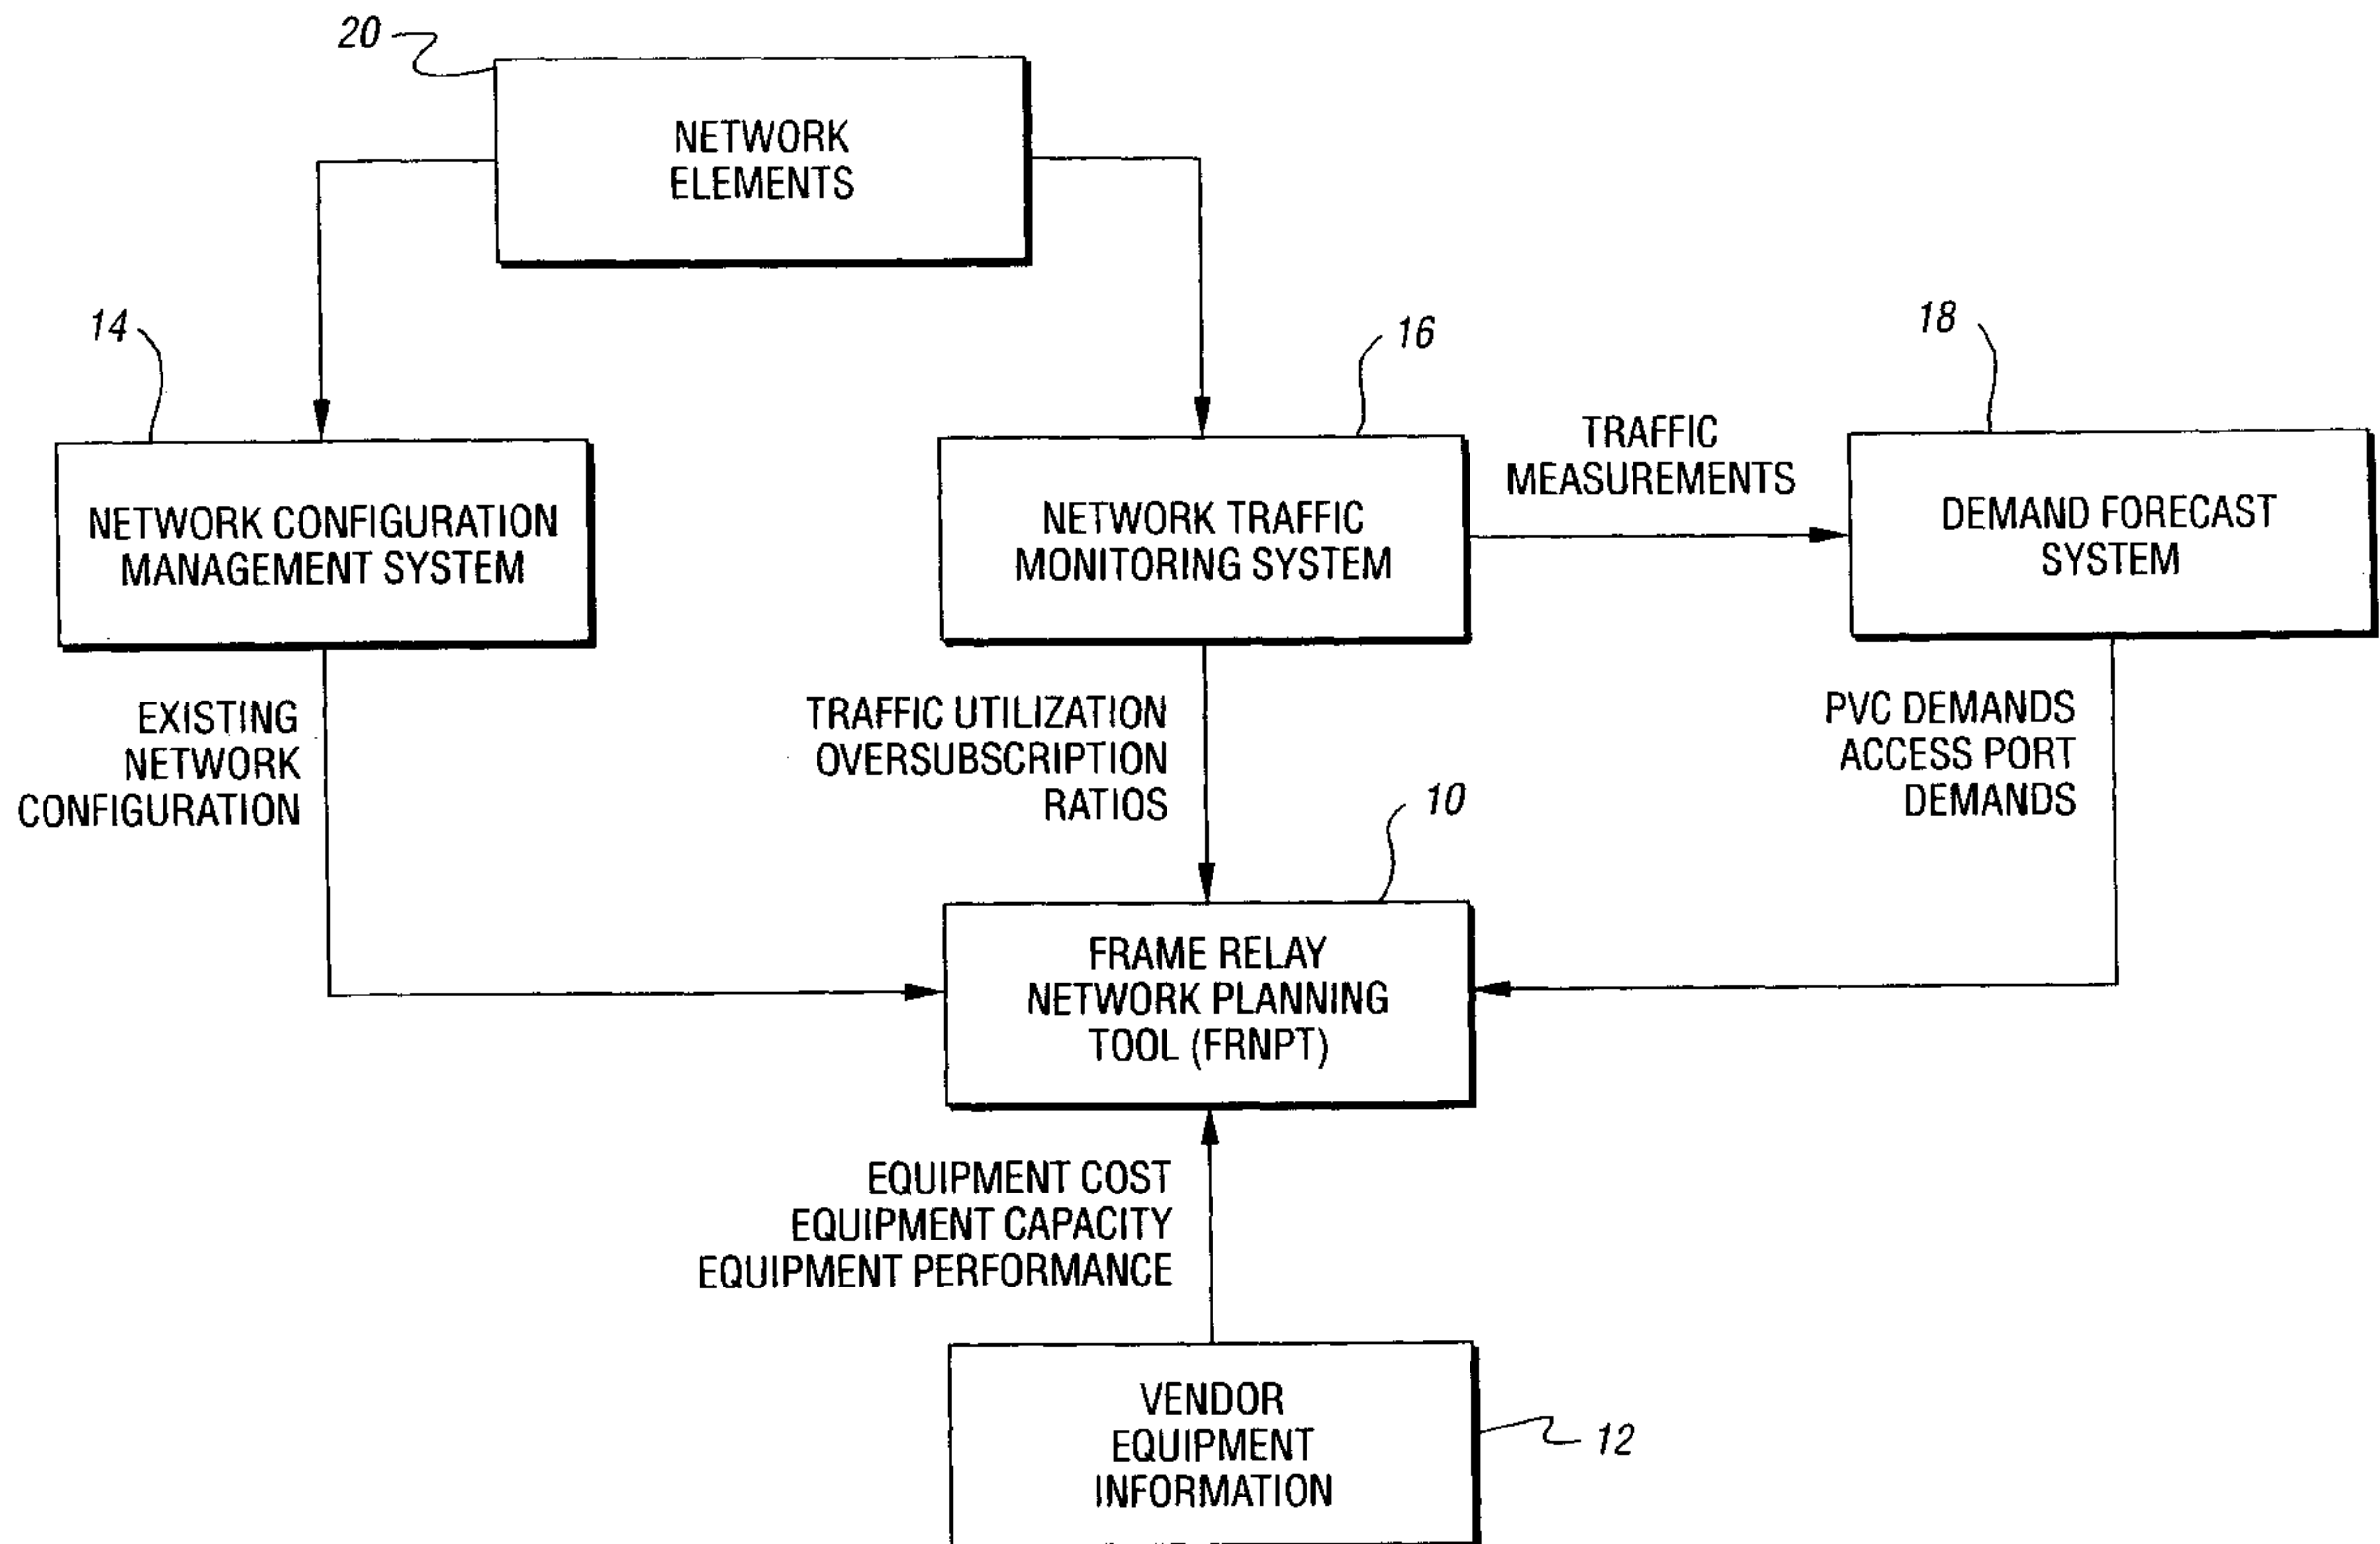 20
NETWORK
ELEMENTS
14
16
18
NETWORK CONFIGURATION
MANAGEMENT SYSTEM
NETWORK TRAFFIC
MONITORING SYSTEM
TRAFFIC
MEASUREMENTS
DEMAND FORECAST
SYSTEM
EXISTING
NETWORK
CONFIGURATION
TRAFFIC UTILIZATION
OVERSUBSCRIPTION
RATIOS
PVC DEMANDS
ACCESS PORT
DEMANDS
10
FRAME RELAY
NETWORK PLANNING
TOOL (FRNPT)
EQUIPMENT COST
EQUIPMENT CAPACITY
EQUIPMENT PERFORMANCE
VENDOR
EQUIPMENT
INFORMATION
12